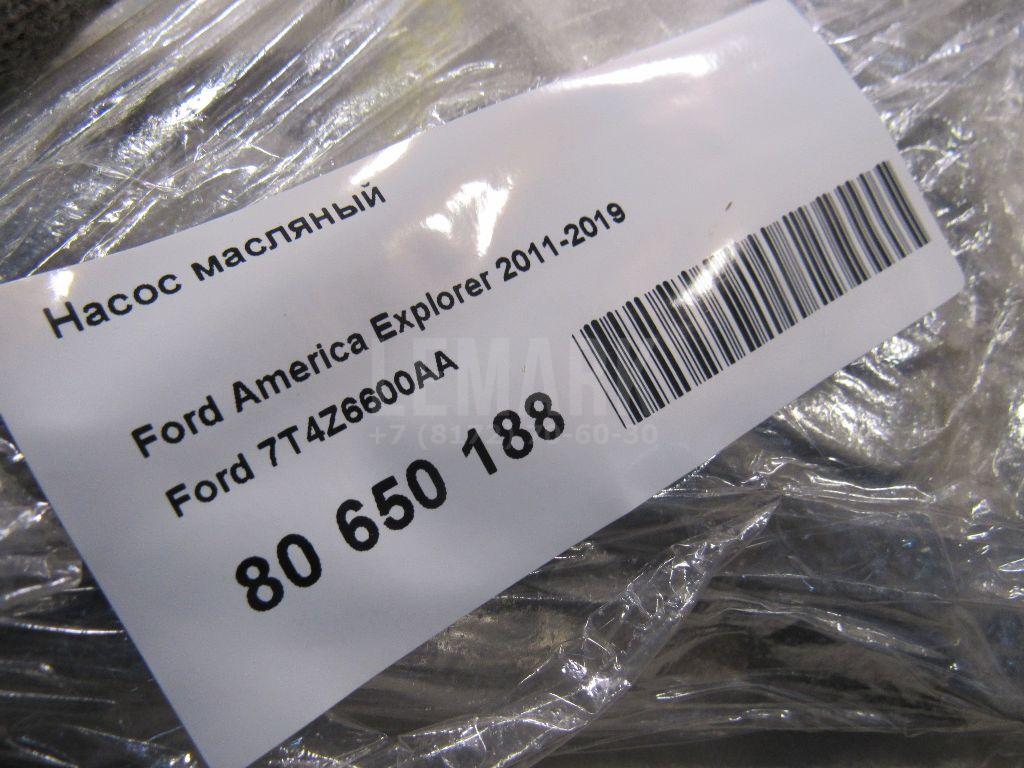 Насос масляный
Ford America Explorer 2011-2019
Ford 7T4Z6600AA
80 650 188